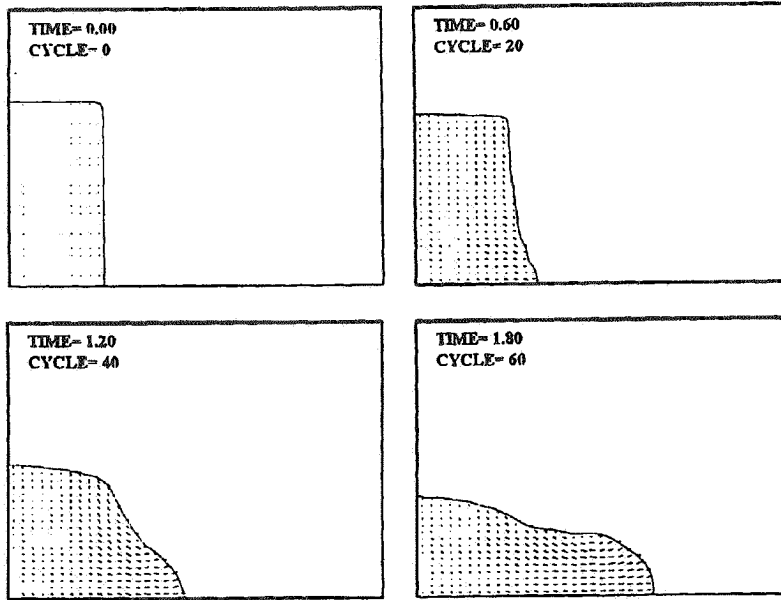 TIME= 0.00
CYCLE= 0
TIME= 0.60
CYCLE= 20
TIME= 1.20
CYCLE= 40
TIME= 1.80
CYCLE= 60